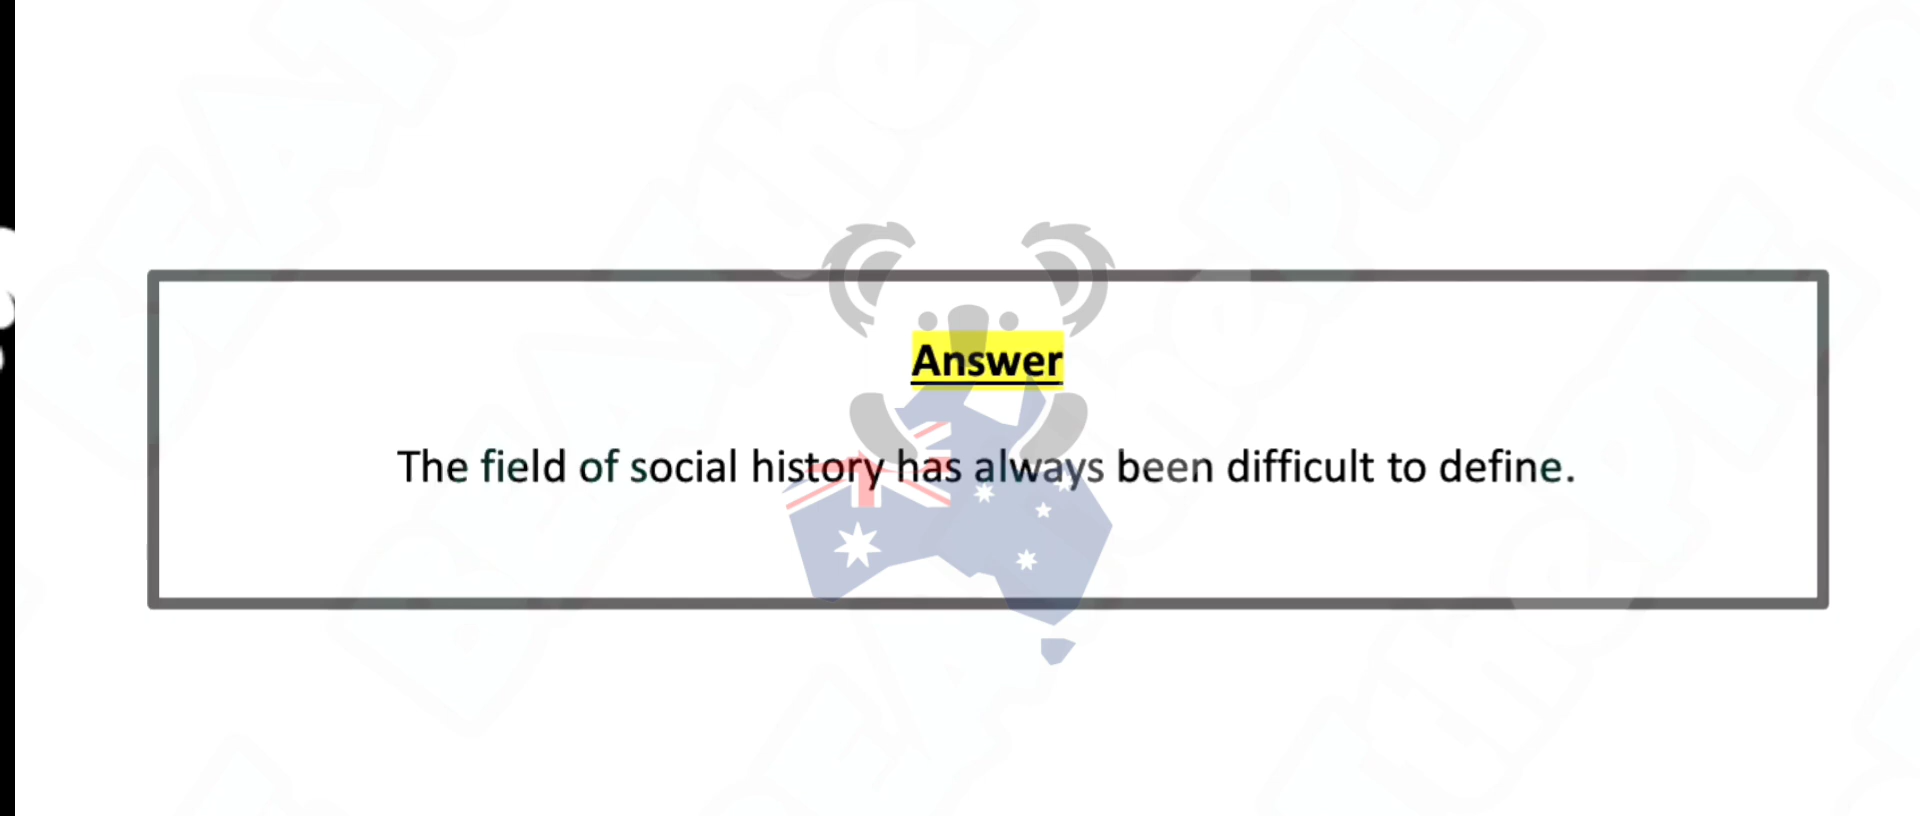 Answer
The field of social history has always been difficult to define.